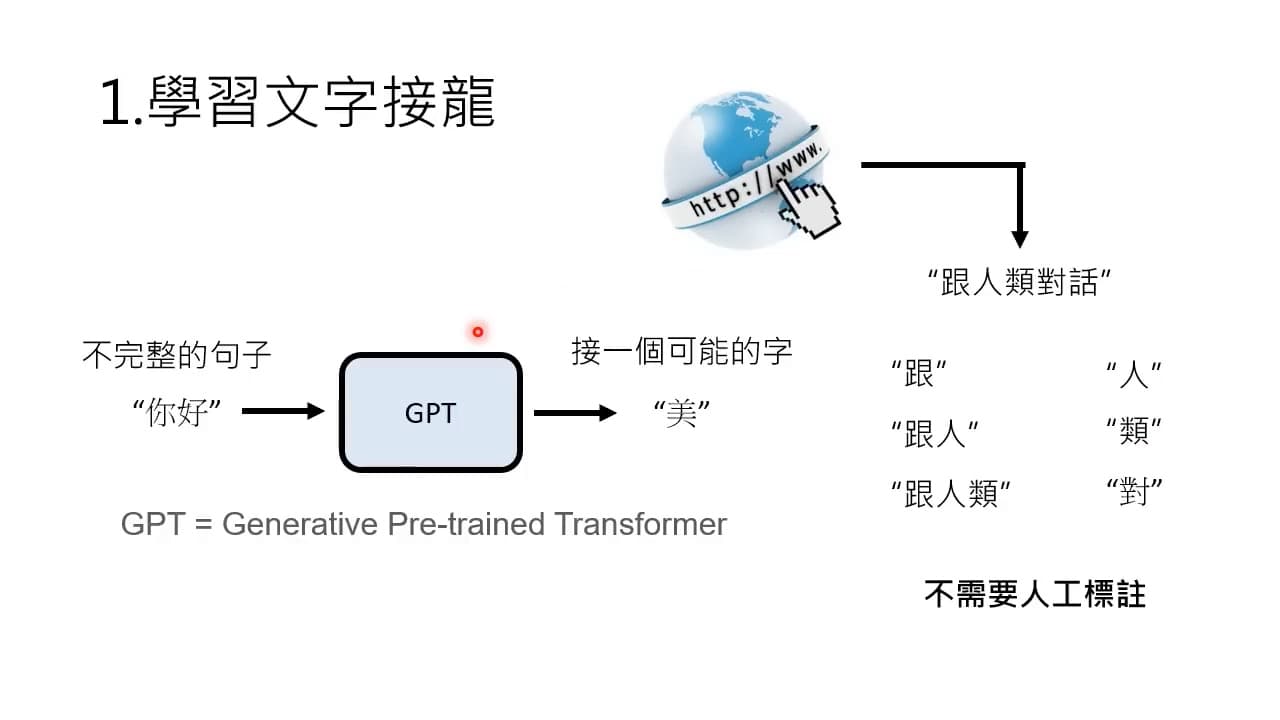 1.學習文字接龍
http://www.
“跟人類對話”
不完整的句子
接一個可能的字
“你好”
GPT
“美”
“跟” “人”
“跟人” “類”
“跟人類” “對”
GPT = Generative Pre-trained Transformer
不需要人工標註